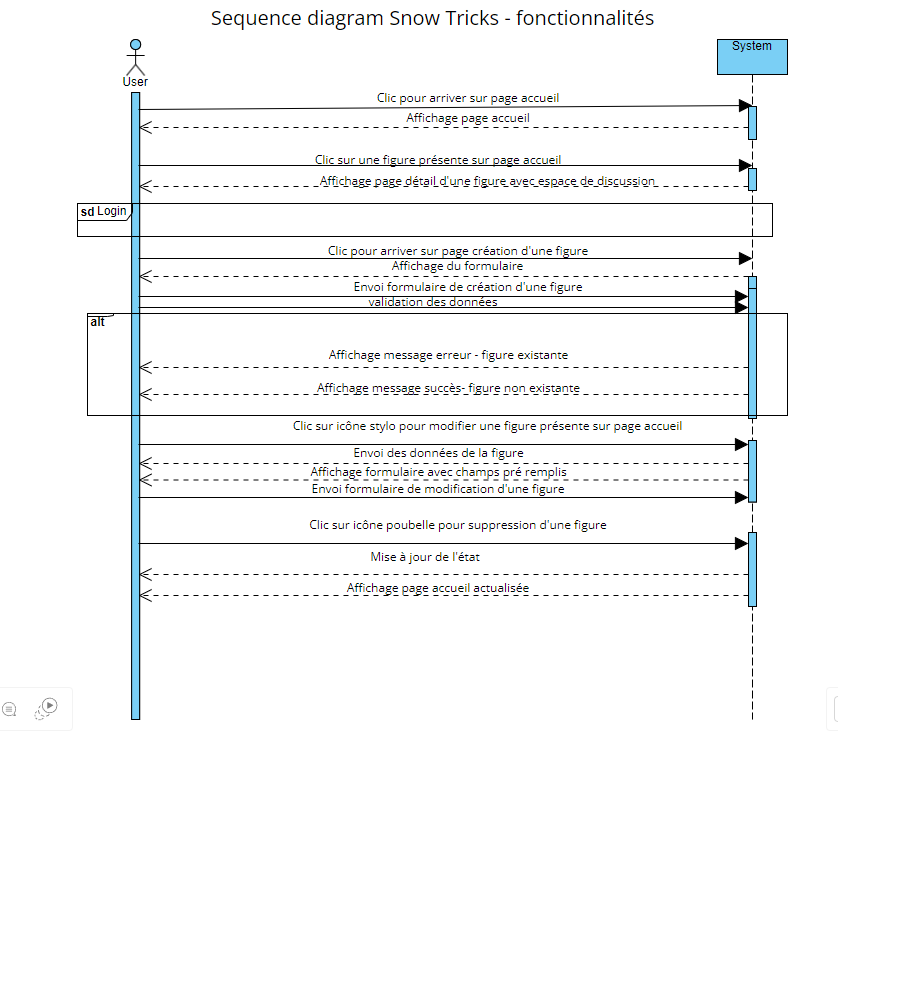 Sequence diagram Snow Tricks - fonctionnalités
System
User
Clic pour arriver sur page accueil
Affichage page accueil
Clic sur une figure présente sur page accueil
Affichage page détail d'une figure avec espace de discussion
sd Login
Clic pour arriver sur page création d'une figure
Affichage du formulaire
Envoi formulaire de création d'une figure
validation des données
alt
Affichage message erreur - figure existante
Affichage message succès- figure non existante
Clic sur icône stylo pour modifier une figure présente sur page accueil
Envoi des données de la figure
Affichage formulaire avec champs pré remplis
Envoi formulaire de modification d'une figure
Clic sur icône poubelle pour suppression d'une figure
Mise à jour de l'état
Affichage page accueil actualisée